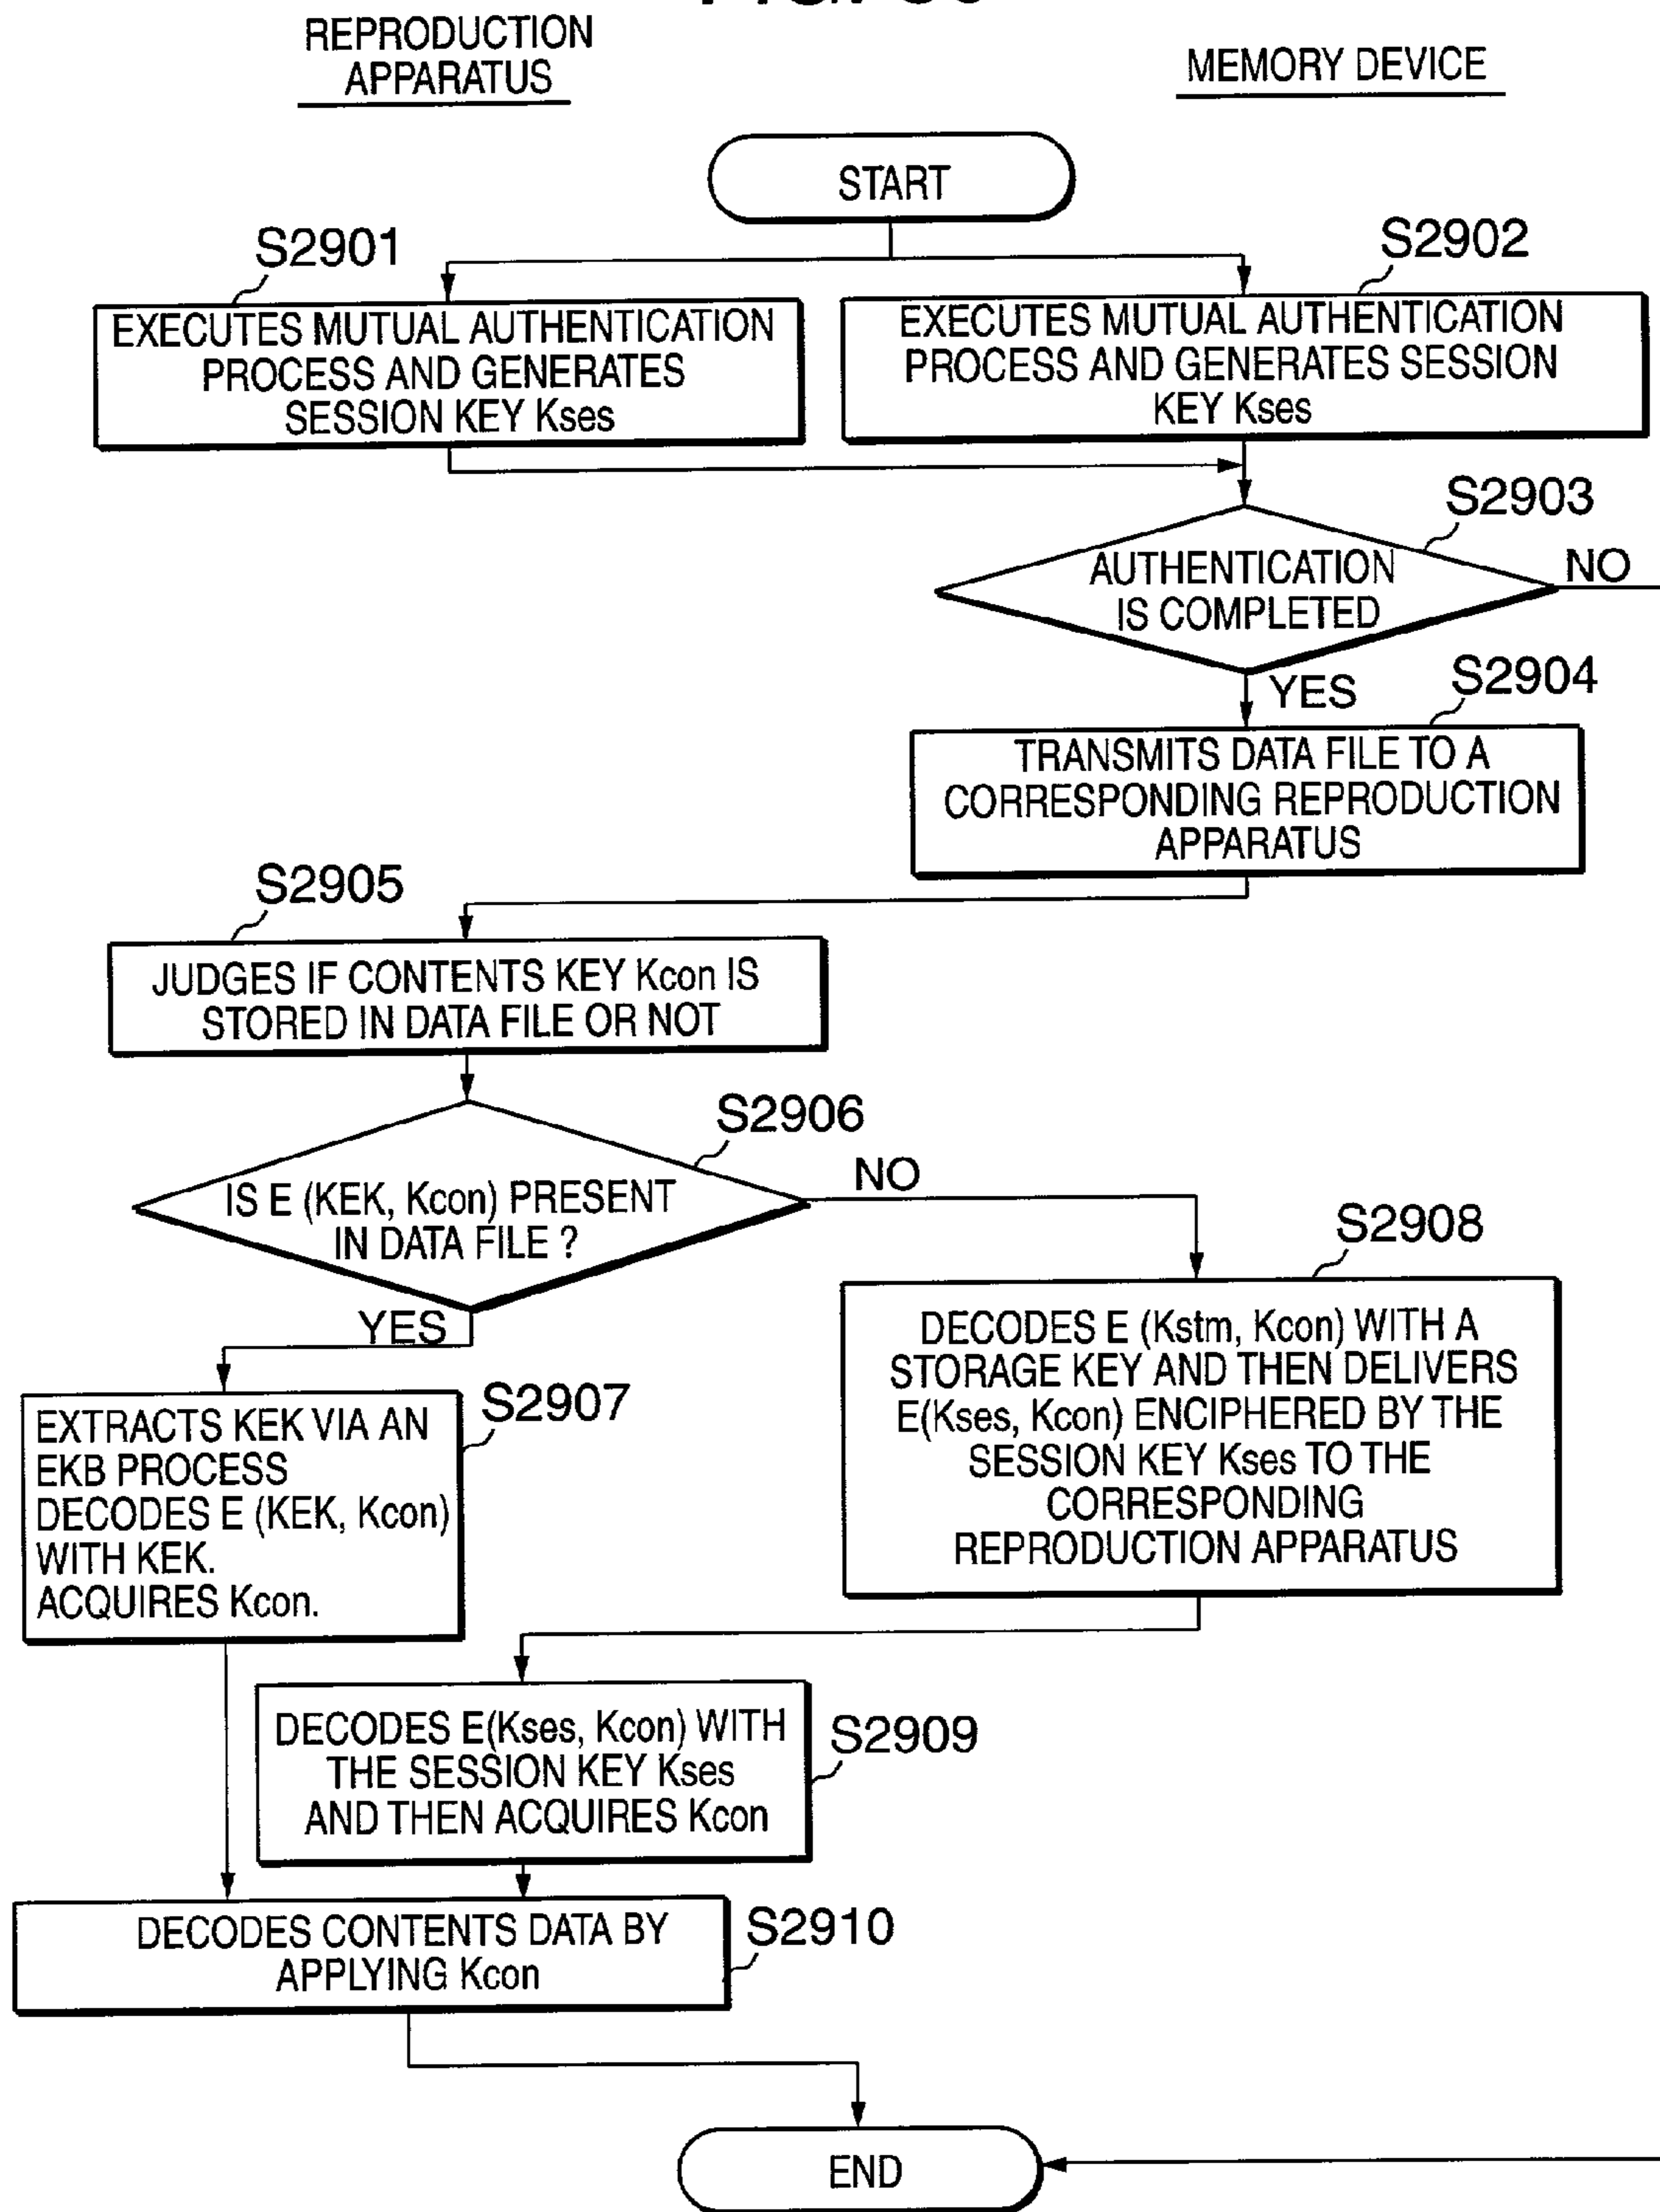 REPRODUCTION
APPARATUS
MEMORY DEVICE
START
S2901
S2902
EXECUTES MUTUAL AUTHENTICATION
PROCESS AND GENERATES
SESSION KEY Kses
EXECUTES MUTUAL AUTHENTICATION
PROCESS AND GENERATES SESSION
KEY Kses
S2903
AUTHENTICATION
IS COMPLETED
NO
YES
S2904
TRANSMITS DATA FILE TO A
CORRESPONDING REPRODUCTION
APPARATUS
S2905
JUDGES IF CONTENTS KEY Kcon IS
STORED IN DATA FILE OR NOT
S2906
IS E (KEK, Kcon) PRESENT
IN DATA FILE ?
NO
YES
S2908
DECODES E (Kstm, Kcon) WITH A
STORAGE KEY AND THEN DELIVERS
E(Kses, Kcon) ENCIPHERED BY THE
SESSION KEY Kses TO THE
CORRESPONDING
REPRODUCTION APPARATUS
S2907
EXTRACTS KEK VIA AN
EKB PROCESS
DECODES E (KEK, Kcon)
WITH KEK.
ACQUIRES Kcon.
DECODES E(Kses, Kcon) WITH
THE SESSION KEY Kses
AND THEN ACQUIRES Kcon
S2909
DECODES CONTENTS DATA BY
APPLYING Kcon
S2910
END